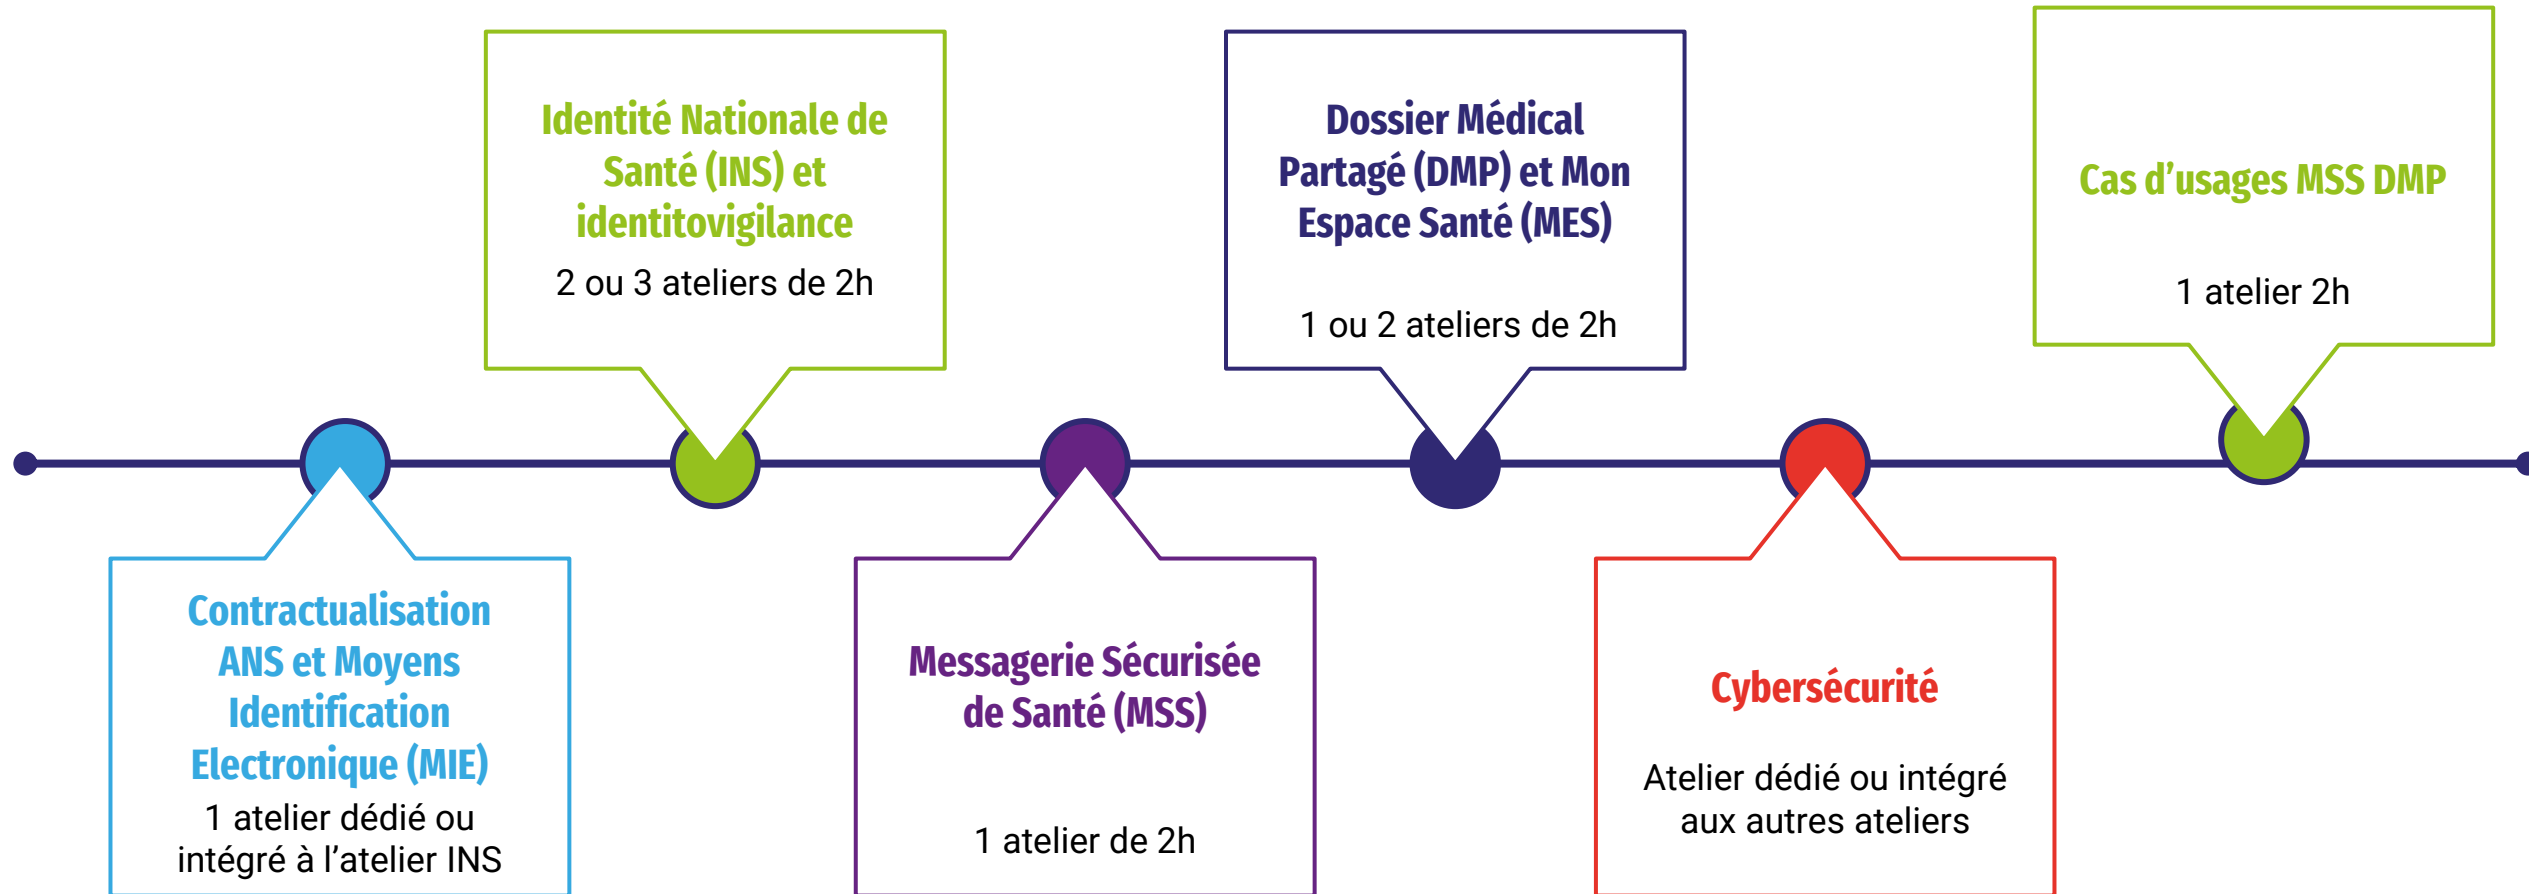 Contractualisation
ANS et Moyens
Identification
Electronique (MIE)
1 atelier dédié ou
intégré à l’atelier INS
Identité Nationale de
Santé (INS) et
identitovigilance
2 ou 3 ateliers de 2h
Messagerie Sécurisée
de Santé (MSS)
1 atelier de 2h
Dossier Médical
Partagé (DMP) et Mon
Espace Santé (MES)
1 ou 2 ateliers de 2h
Cybersécurité
Atelier dédié ou intégré
aux autres ateliers
Cas d’usages MSS DMP
1 atelier 2h